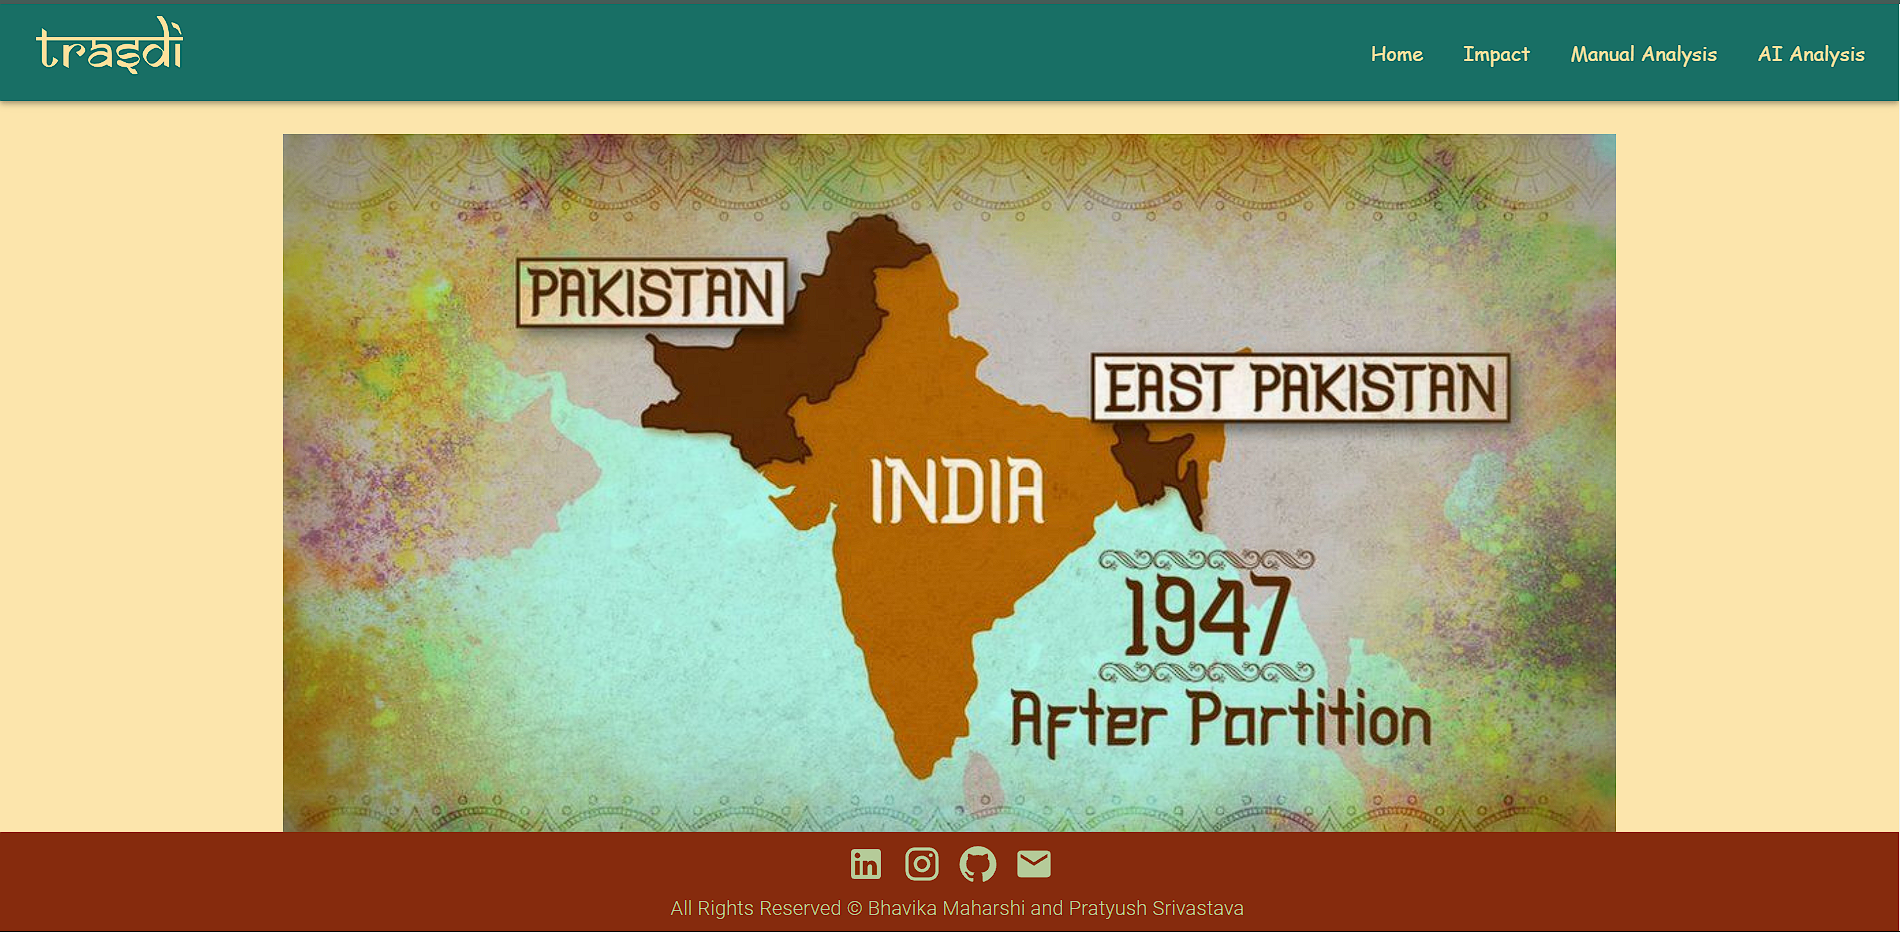 trasdi
Home Impact Manual Analysis AI Analysis
PAKISTAN
EAST PAKISTAN
INDIA
1947
After Partition
in
All Rights Reserved © Bhavika Maharshi and Pratyush Srivastava